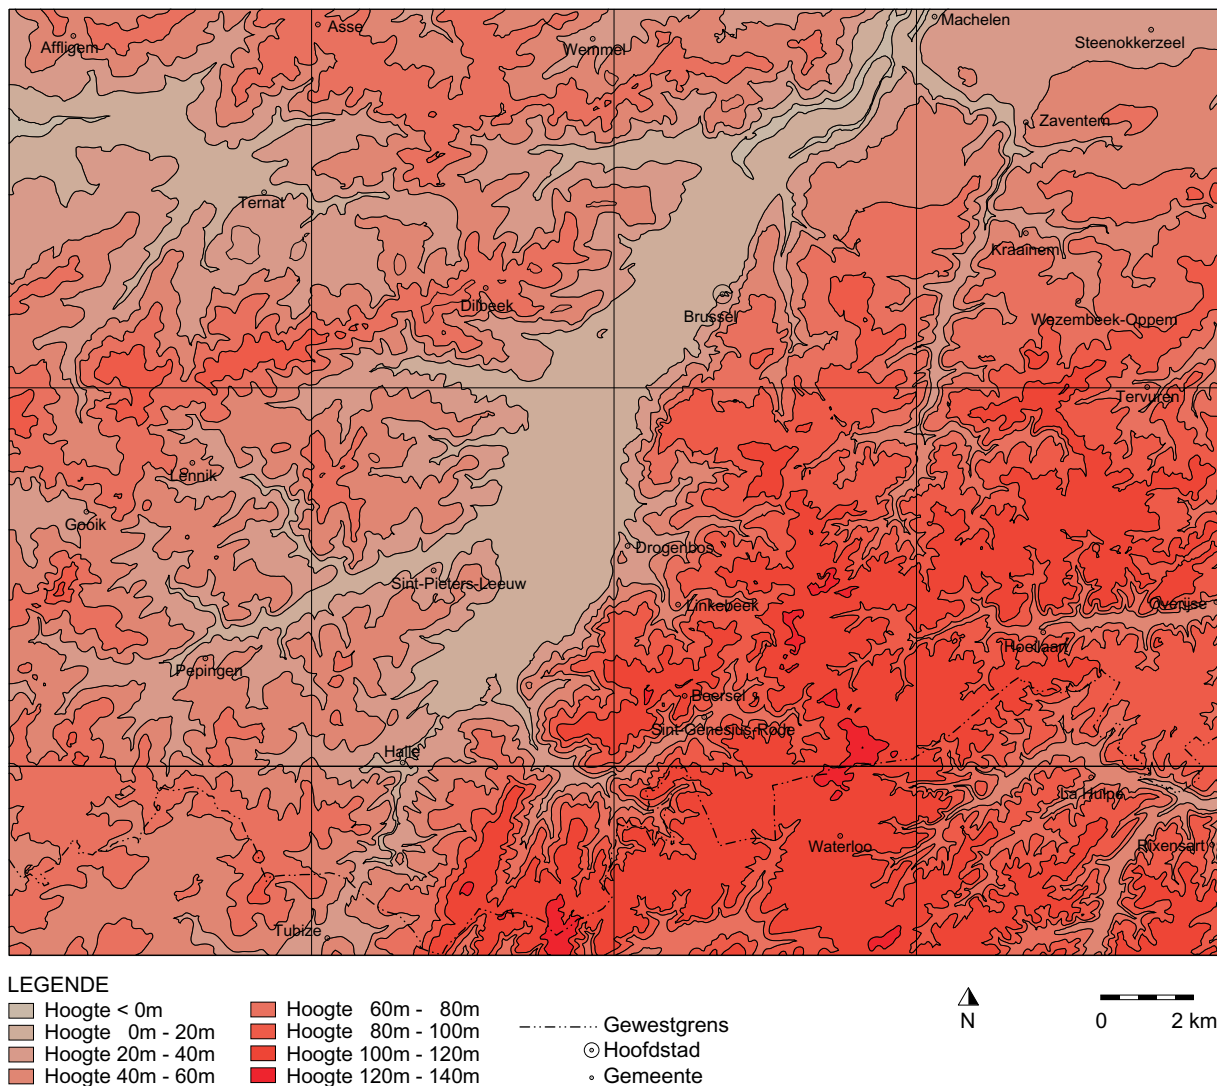 Machelen
Asse
Affligem
Wemmel
Steenokkerzeel
Zaventem
Ternat
Kraainem
Dilbeek
Brussel
Wezembeek-Oppem
Tervuren
Lennik
Gooik
Drogenbos
Sint-Pieters-Leeuw
Linkebeek
Overijse
Hoeilaart
Pepingen
Beersel
Sint-Genesius-Rode
Halle
La Hulpe
Waterloo
Rixensart
Tubize
LEGENDE
Hoogte < 0m
Hoogte 0m - 20m
Hoogte 20m - 40m
Hoogte 40m - 60m
Hoogte 60m - 80m
Hoogte 80m - 100m
Hoogte 100m - 120m
Hoogte 120m - 140m
Gewestgrens
Hoofdstad
Gemeente
N
0 2 km